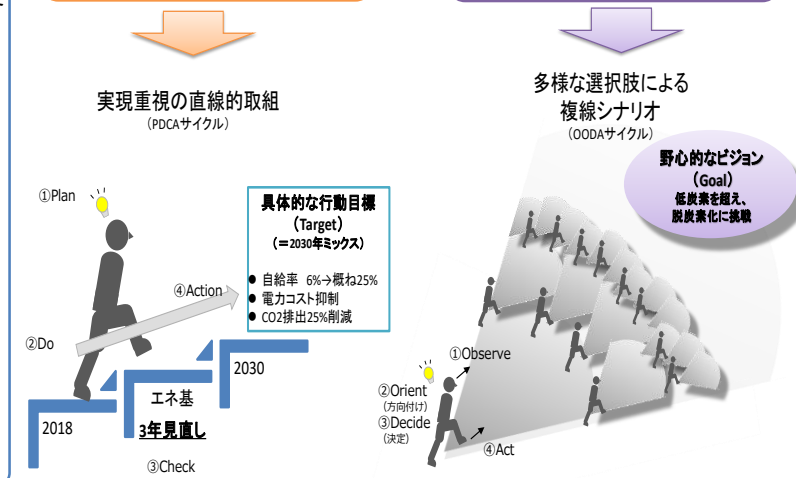 実現重視の直線的取組
（PDCAサイクル）
①Plan
具体的な行動目標
（Target）
（＝2030年ミックス）
● 自給率 6%→概ね25%
● 電力コスト抑制
● CO2排出25%削減
④Action
②Do
2030
エネ基
2018
3年見直し
③Check
多様な選択肢による
複線シナリオ
（OODAサイクル）
野心的なビジョン
（Goal）
低炭素を超え、
脱炭素化に挑戦
①Observe
②Orient
（方向付け）
③Decide
（決定）
④Act